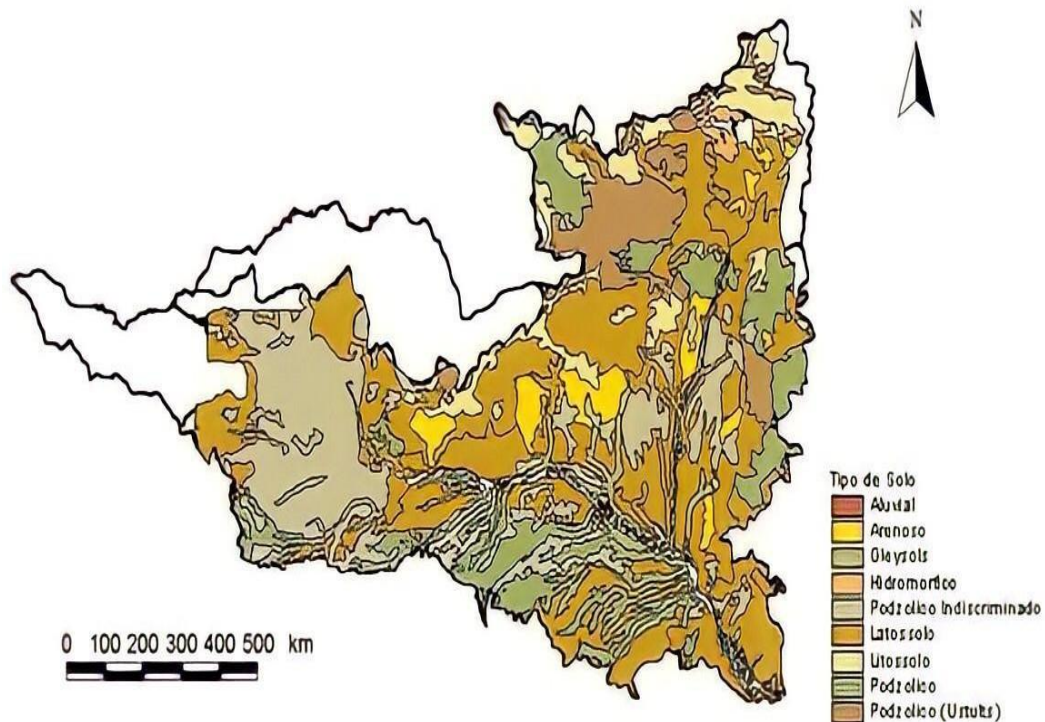 N
Tipo de Solo
Aluvial
Arenoso
Gleysols
Hidromorfico
Podzolico Indiscriminado
Latossolo
Litossolo
Podzolico
Podzolico (Ustults)
0 100 200 300 400 500 km